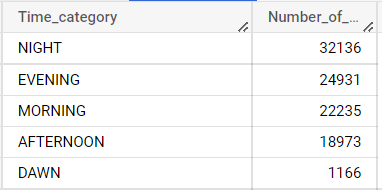 Time_category Number_of_...
NIGHT 32136
EVENING 24931
MORNING 22235
AFTERNOON 18973
DAWN 1166